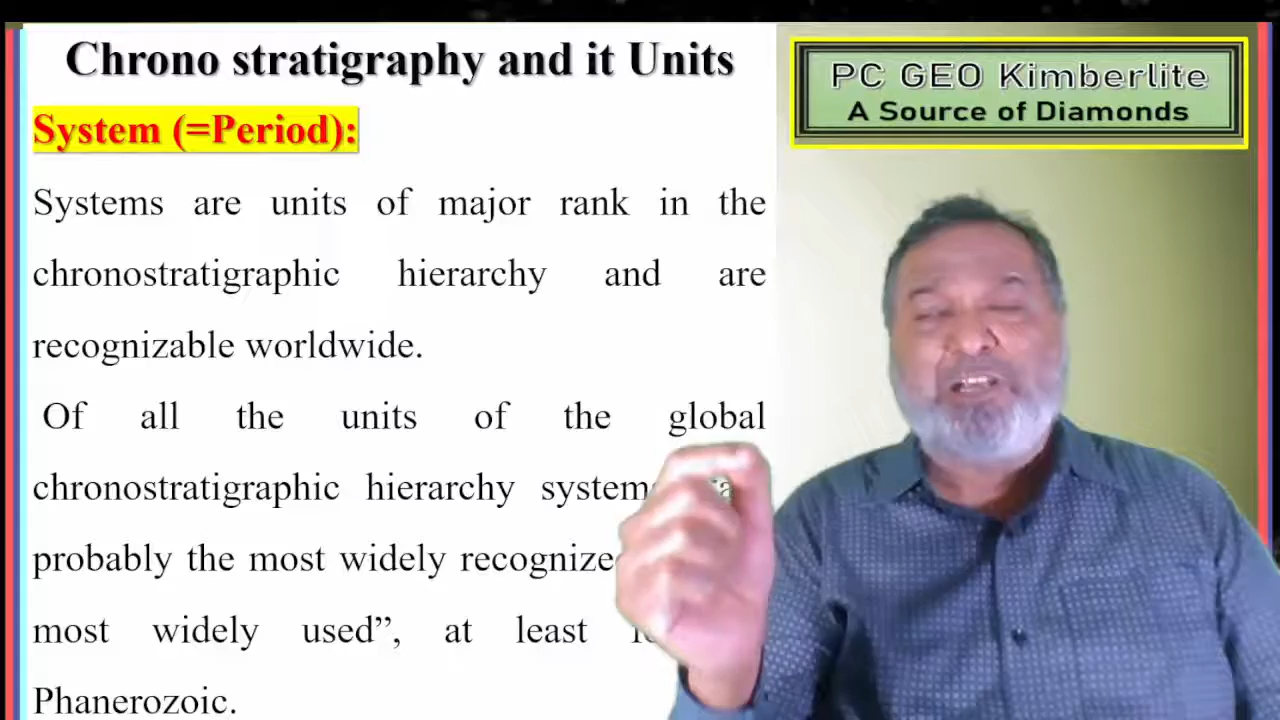 Chrono stratigraphy and it Units
PC GEO Kimberlite
A Source of Diamonds
System (=Period):
Systems are units of major rank in the
chronostratigraphic hierarchy and are
recognizable worldwide.
Of all the units of the global
chronostratigraphic hierarchy
probably the most widely
most widely used”, at least
Phanerozoic.